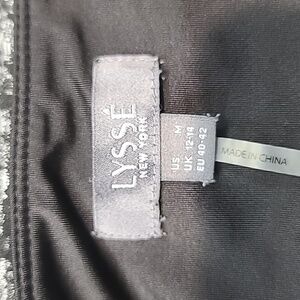 LYSSÉ
NEW YORK
US: M
UK 12-14
EU 40-42
MADE IN CHINA